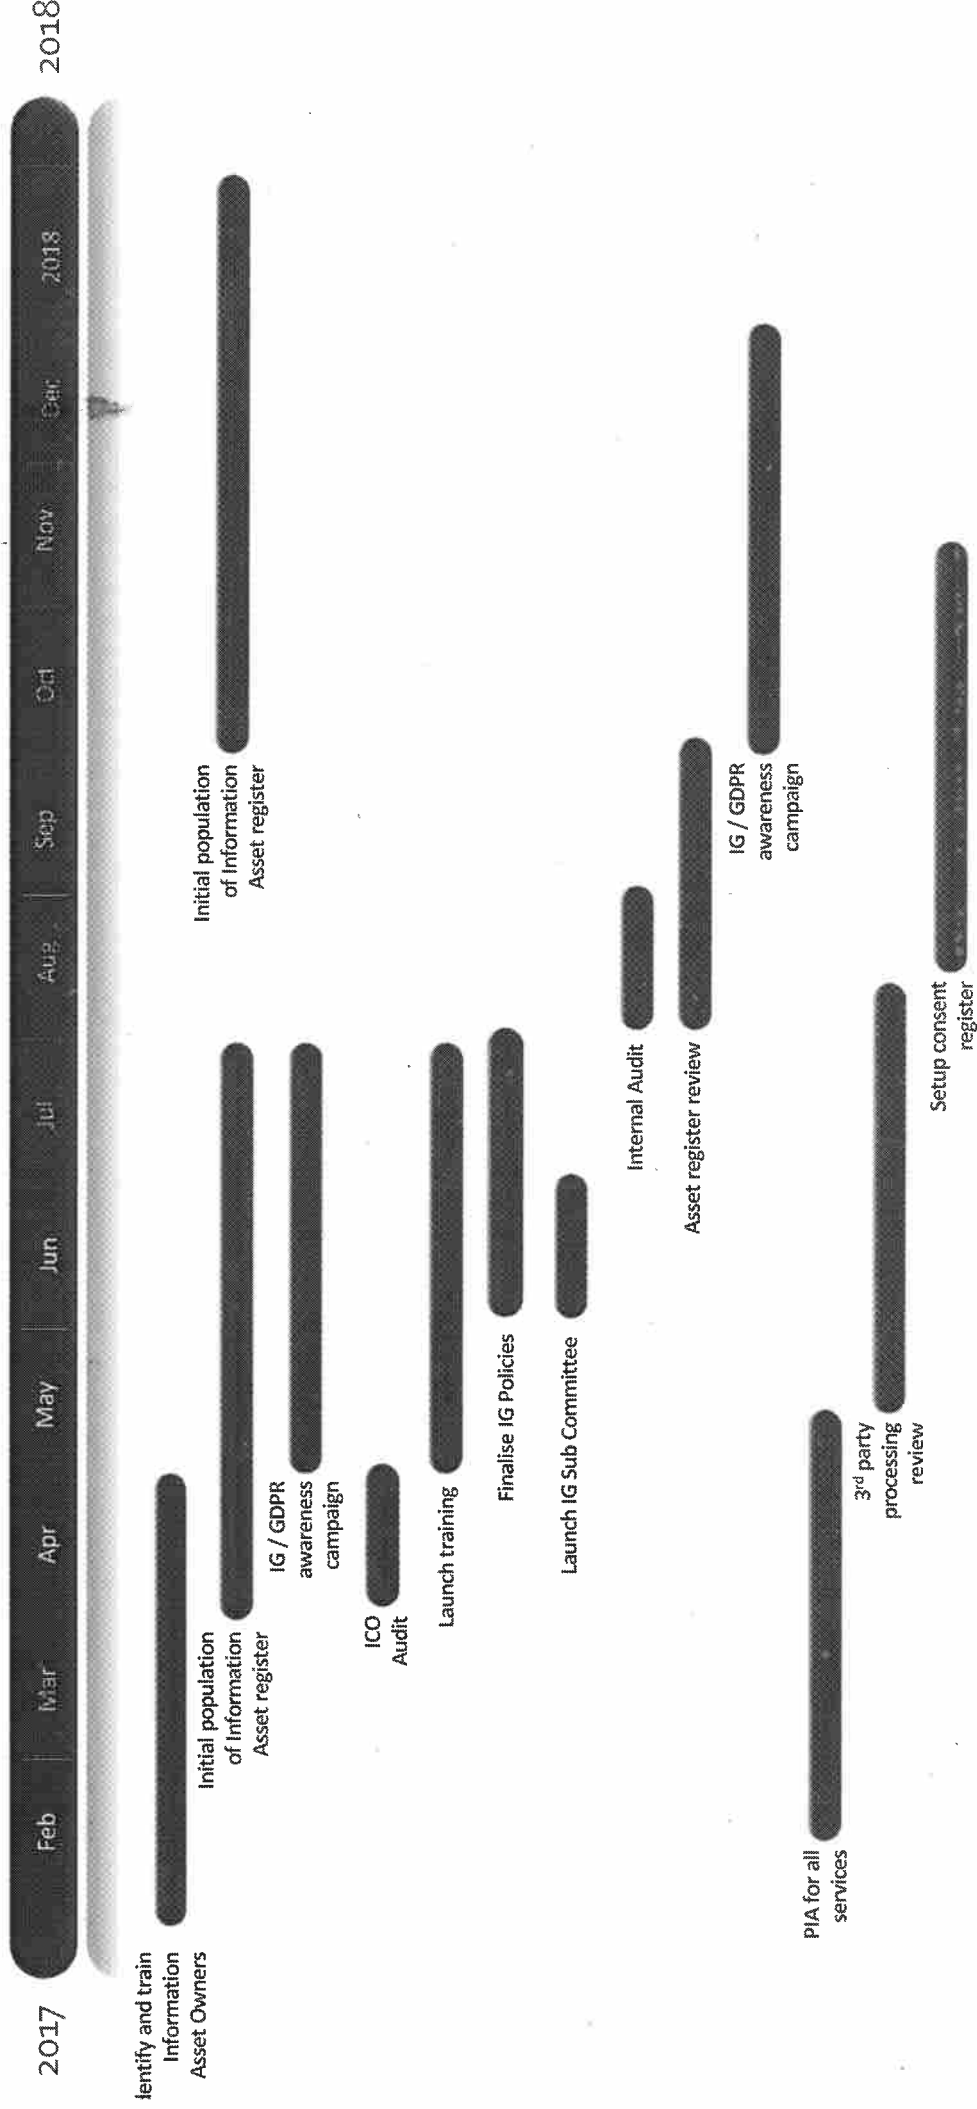 2017
Feb
Mar
Apr
May
Jun
Jul
Aug
Sep
Oct
Nov
Dec
2018
2018
Identify and train
Information
Asset Owners
Initial population
of Information
Asset register
Initial population
of Information
Asset register
IG / GDPR
awareness
campaign
ICO
Audit
Launch training
Finalise IG Policies
Launch IG Sub Committee
Internal Audit
Asset register review
IG / GDPR
awareness
campaign
PIA for all
services
3rd party
processing
review
Setup consent
register